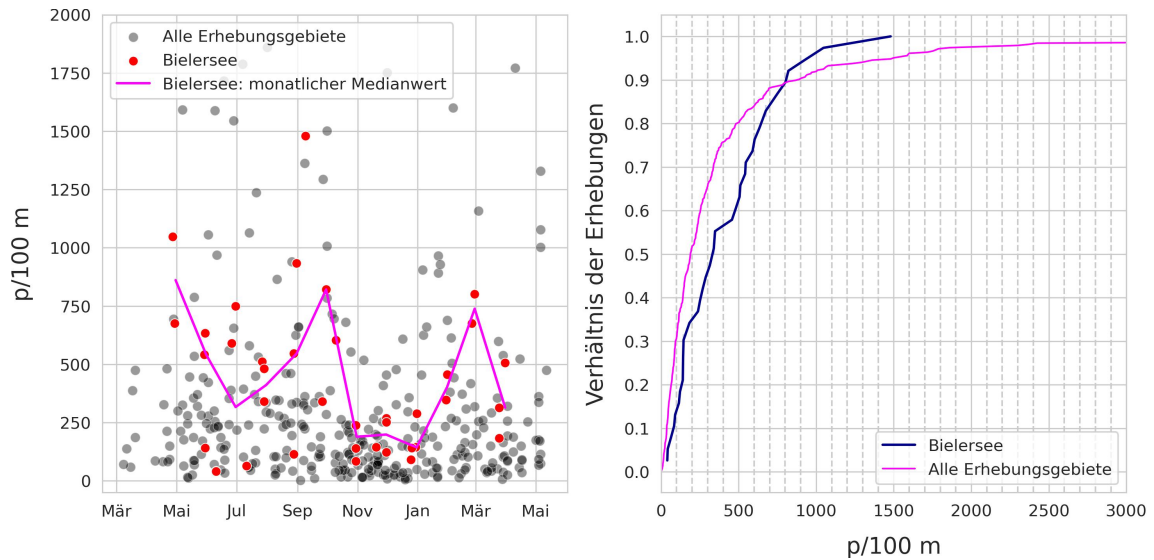 2000
1750
1500
1250
1000
750
500
250
0
p/100 m
Alle Erhebungsgebiete
Bielersee
Bielersee: monatlicher Medianwert
Mär Mai Jul Sep Nov Jan Mär Mai
1.0
0.9
0.8
0.7
0.6
0.5
0.4
0.3
0.2
0.1
0.0
Verhältnis der Erhebungen
Bielersee
Alle Erhebungsgebiete
0 500 1000 1500 2000 2500 3000
p/100 m